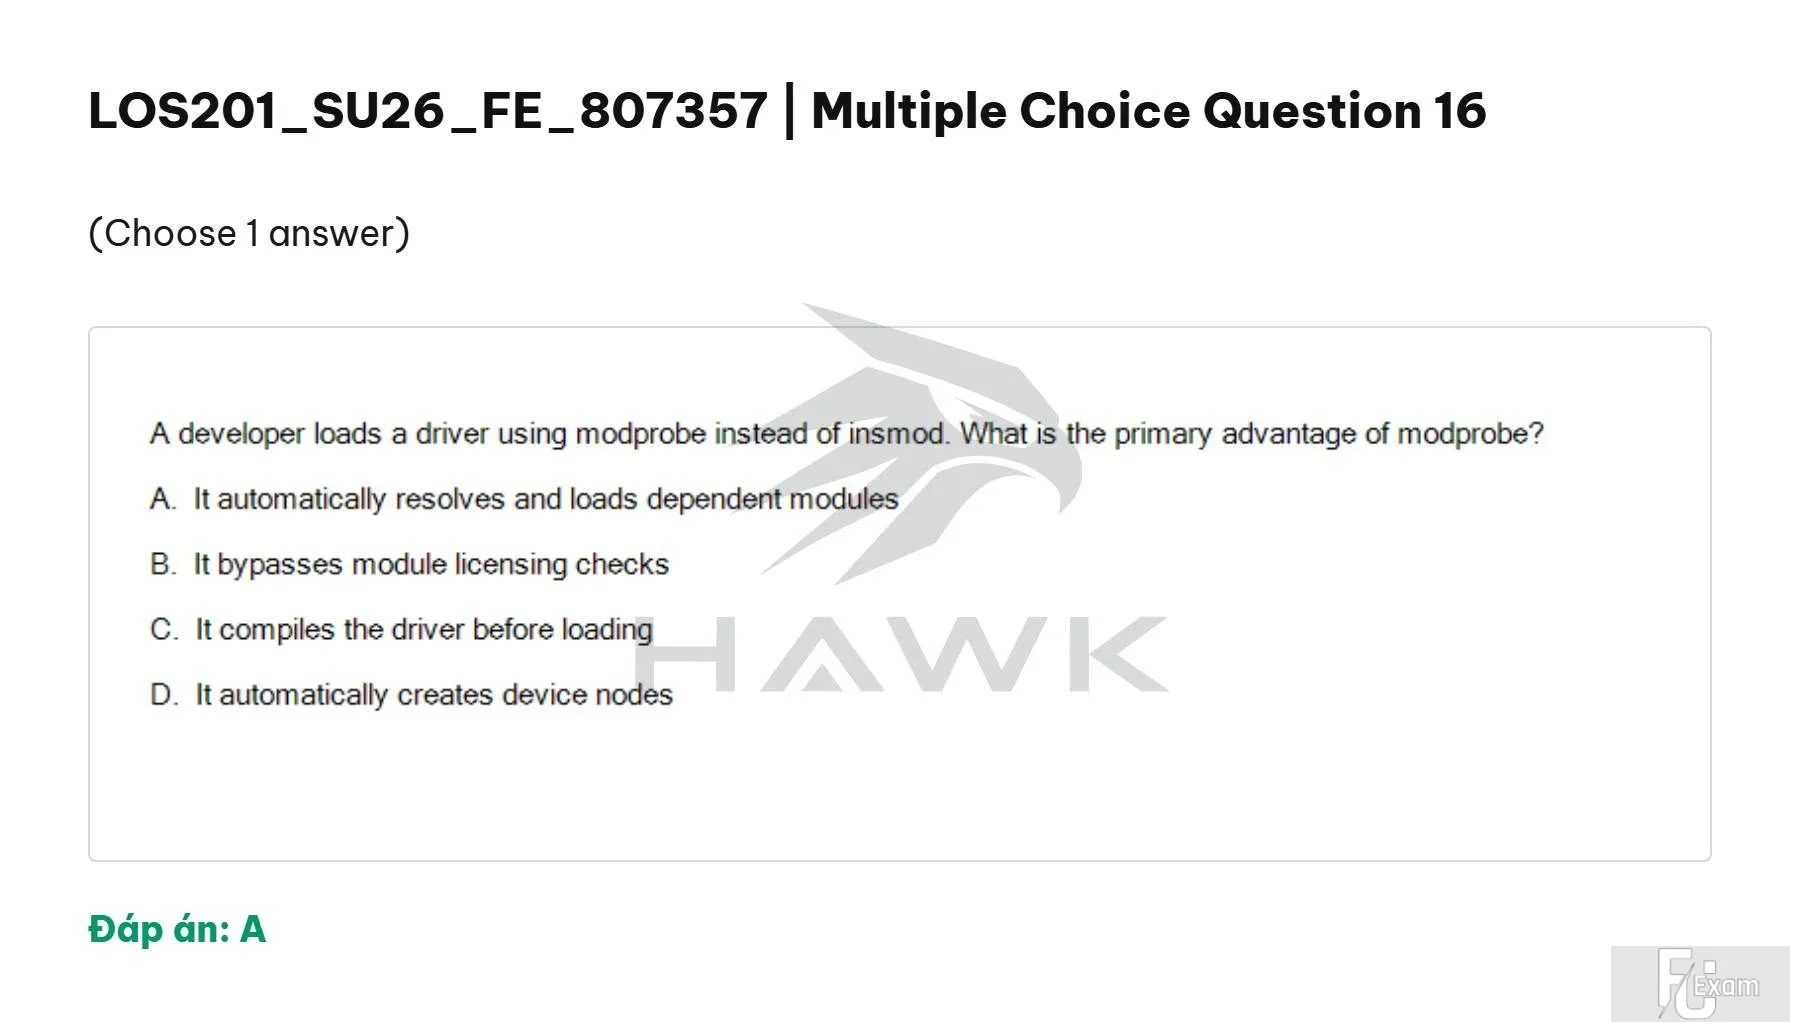 LOS201_SU26_FE_807357 | Multiple Choice Question 16
(Choose 1 answer)
A developer loads a driver using modprobe instead of insmod. What is the primary advantage of modprobe?
A. It automatically resolves and loads dependent modules
B. It bypasses module licensing checks
C. It compiles the driver before loading
D. It automatically creates device nodes
HAWK
Đáp án: A
FU Exam